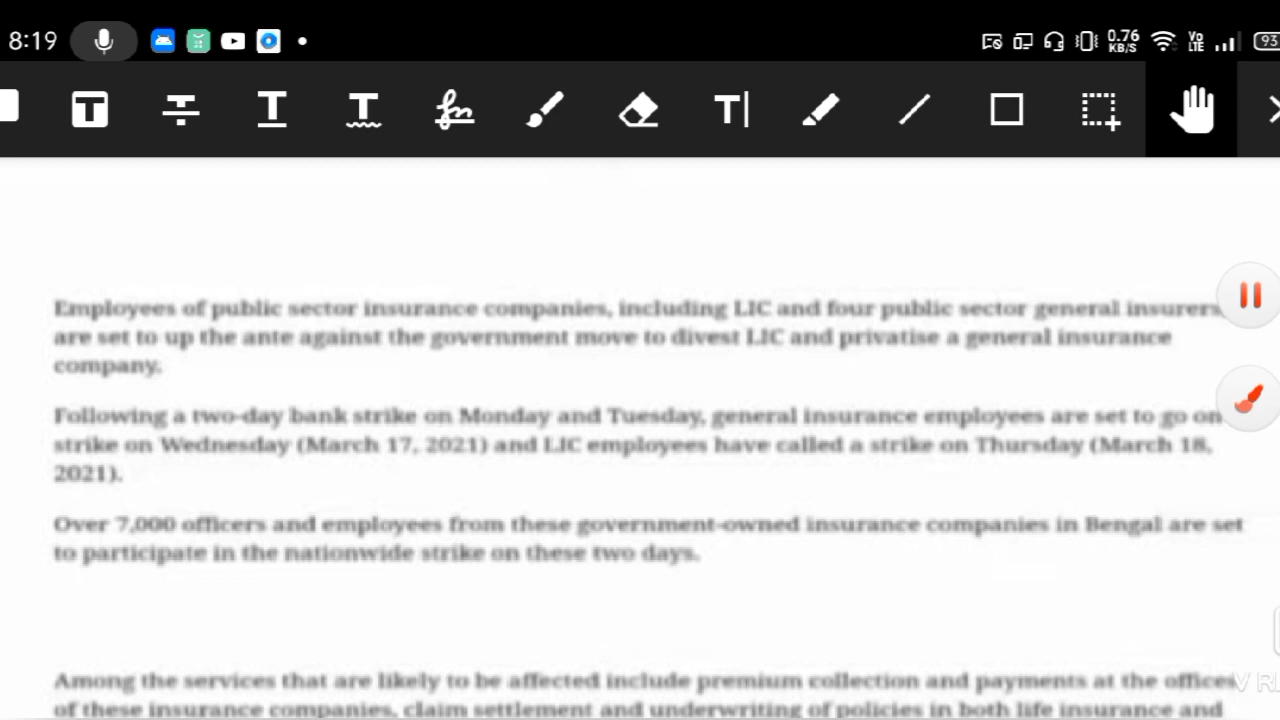 8:19
0.76
KB/S
Vo
LTE
93
T
T
T
T
T
Employees of public sector insurance companies, including LIC and four public sector general insurers
are set to up the ante against the government move to divest LIC and privatise a general insurance
company.
Following a two-day bank strike on Monday and Tuesday, general insurance employees are set to go on
strike on Wednesday (March 17, 2021) and LIC employees have called a strike on Thursday (March 18,
2021).
Over 7,000 officers and employees from these government-owned insurance companies in Bengal are set
to participate in the nationwide strike on these two days.
Among the services that are likely to be affected include premium collection and payments at the offices
of these insurance companies, claim settlement and underwriting of policies in both life insurance and